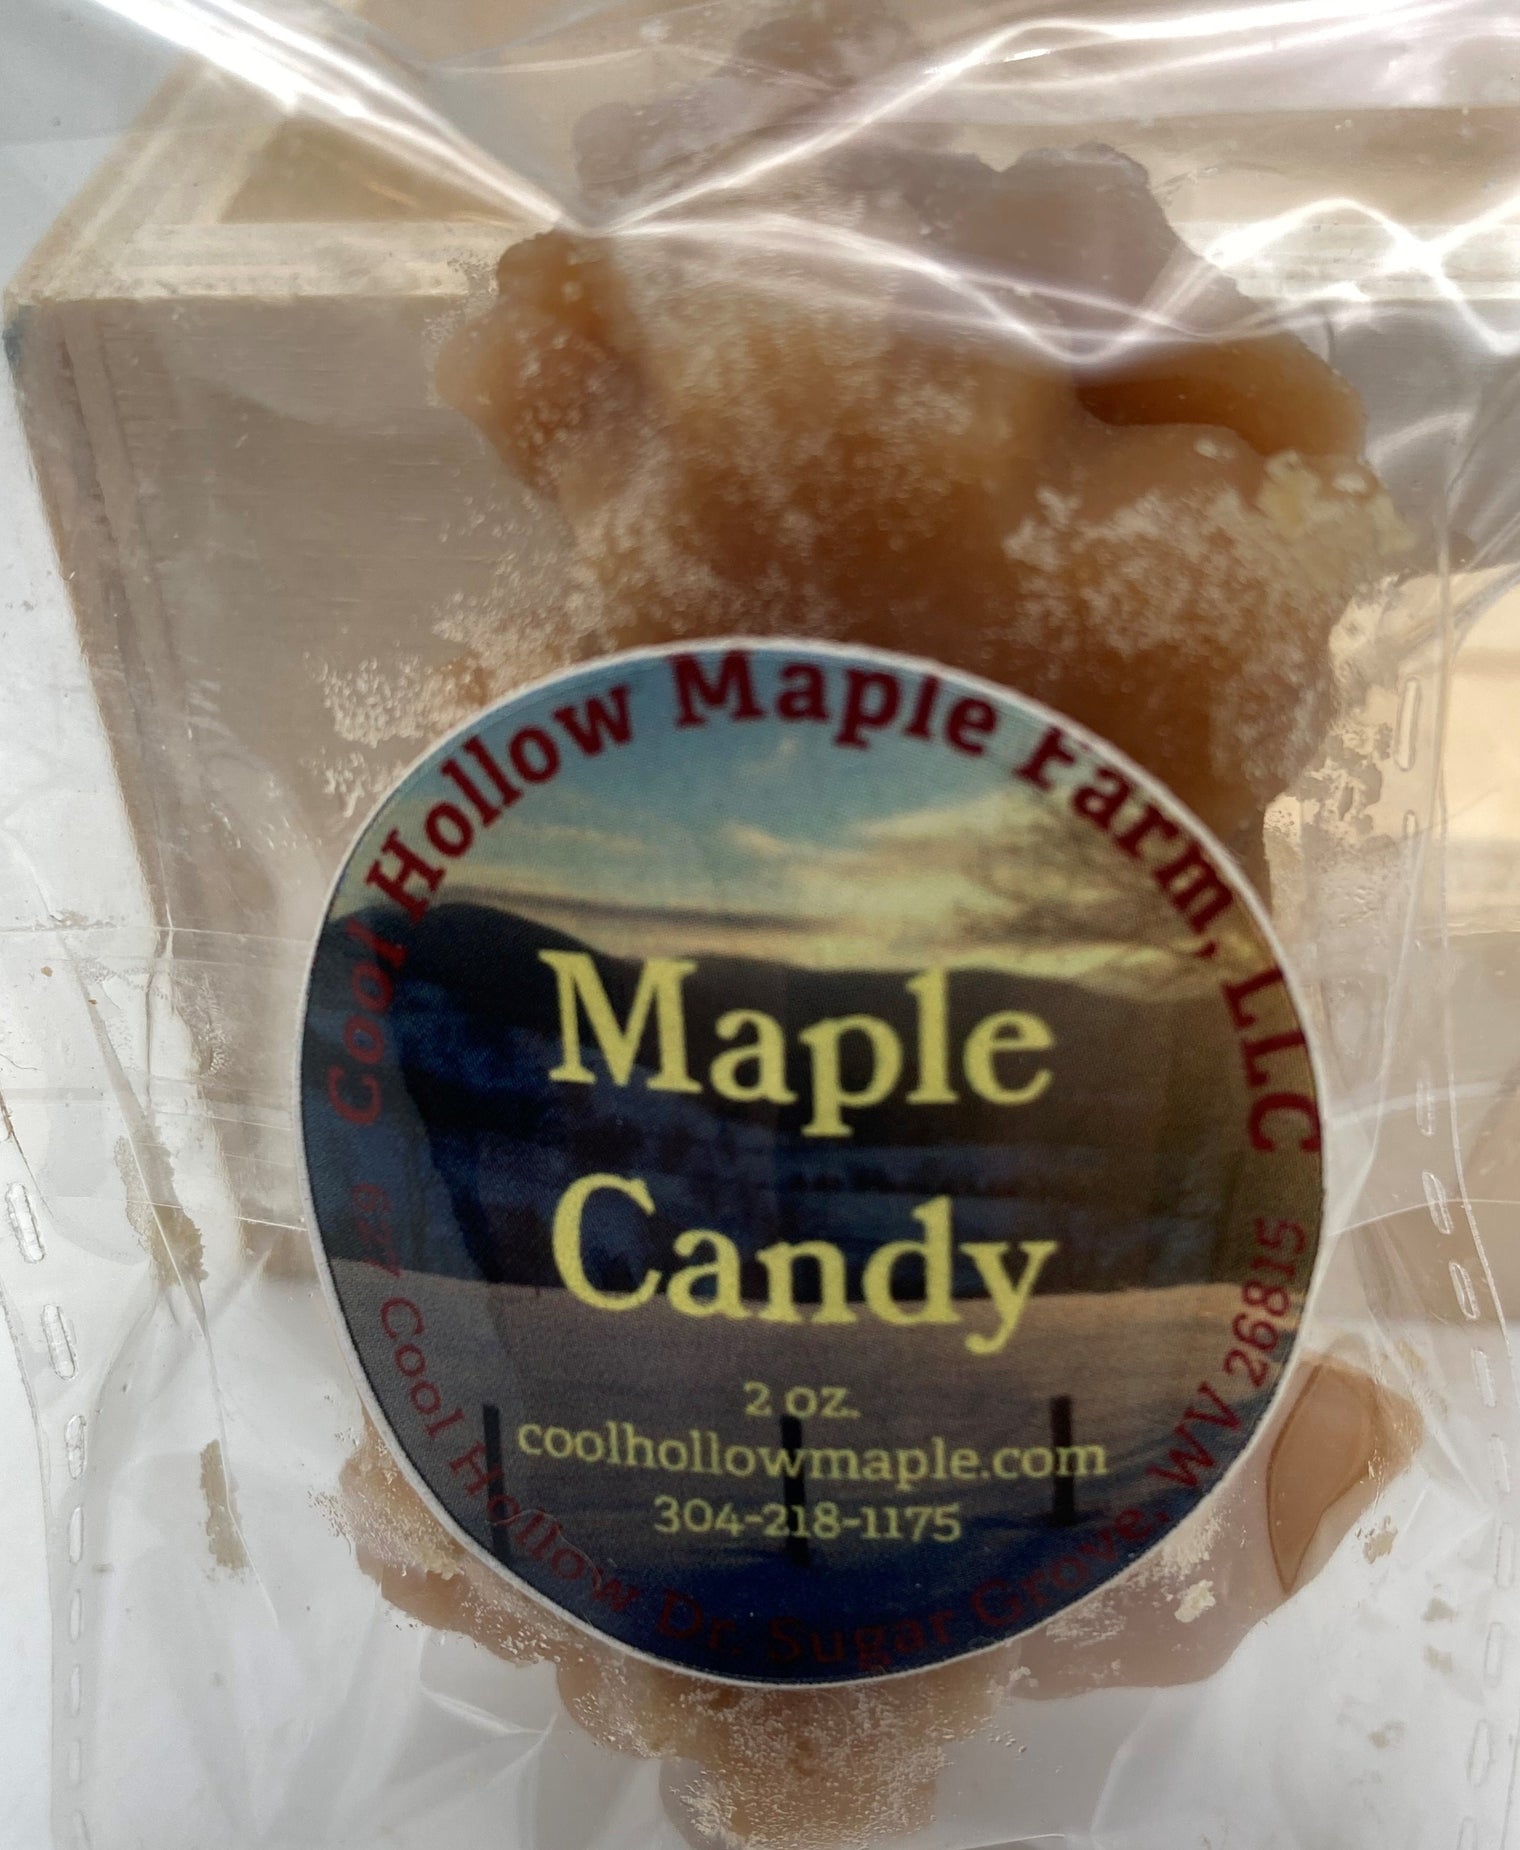 Cool Hollow Maple Farm, LLC
Maple
Candy
2 oz.
coolhollowmaple.com
304-218-1175
Cool Hollow Dr. Sugar Grove, WV 26815